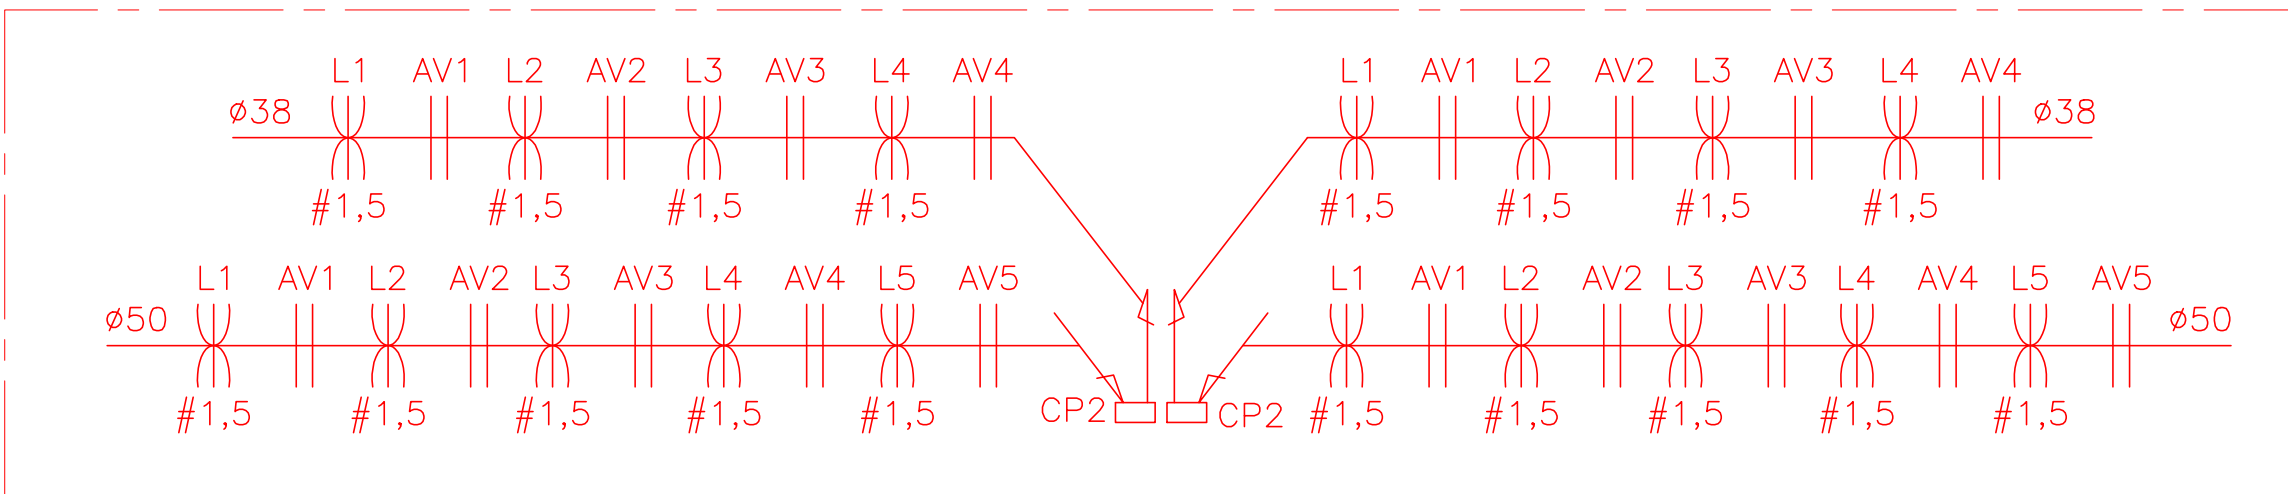 L1 AV1 L2 AV2 L3 AV3 L4 AV4 L1 AV1 L2 AV2 L3 AV3 L4 AV4
ø38 ø38
#1,5 #1,5 #1,5 #1,5 #1,5 #1,5 #1,5 #1,5
L1 AV1 L2 AV2 L3 AV3 L4 AV4 L5 AV5 L1 AV1 L2 AV2 L3 AV3 L4 AV4 L5 AV5
ø50 ø50
#1,5 #1,5 #1,5 #1,5 #1,5 CP2 CP2 #1,5 #1,5 #1,5 #1,5 #1,5